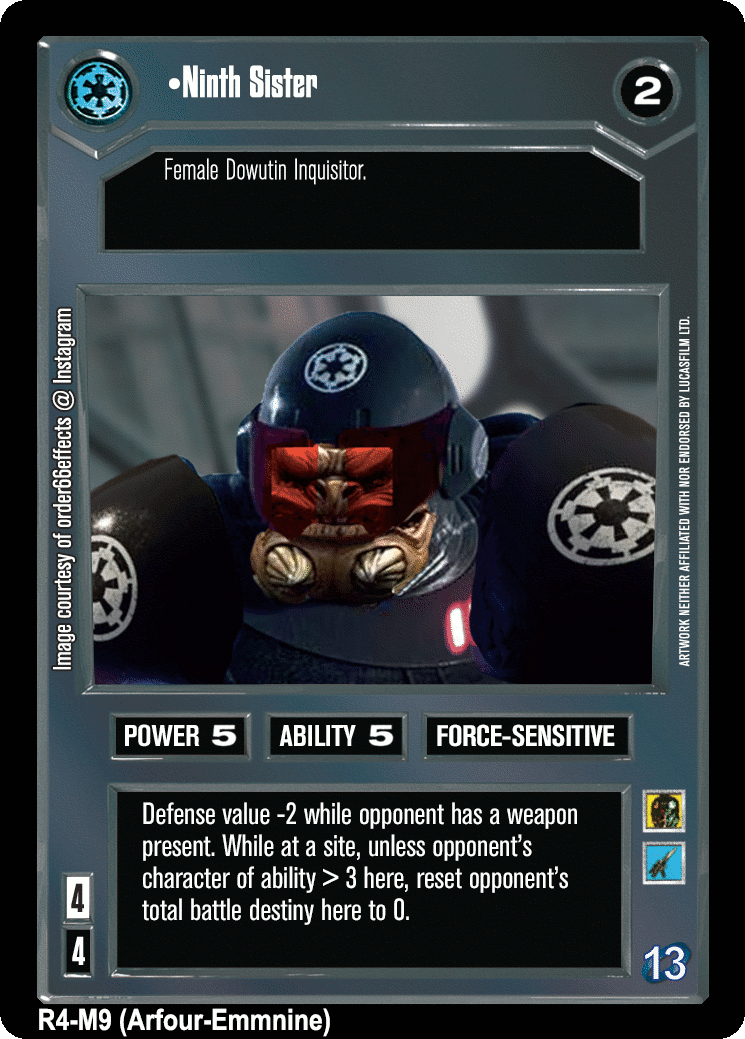 •Ninth Sister
2
Female Dowutin Inquisitor.
Image courtesy of order66effects @ Instagram
ARTWORK NEITHER AFFILIATED WITH NOR ENDORSED BY LUCASFILM LTD.
POWER 5
ABILITY 5
FORCE-SENSITIVE
Defense value -2 while opponent has a weapon
present. While at a site, unless opponent's
character of ability > 3 here, reset opponent's
total battle destiny here to 0.
4
4
13
R4-M9 (Arfour-Emmnine)